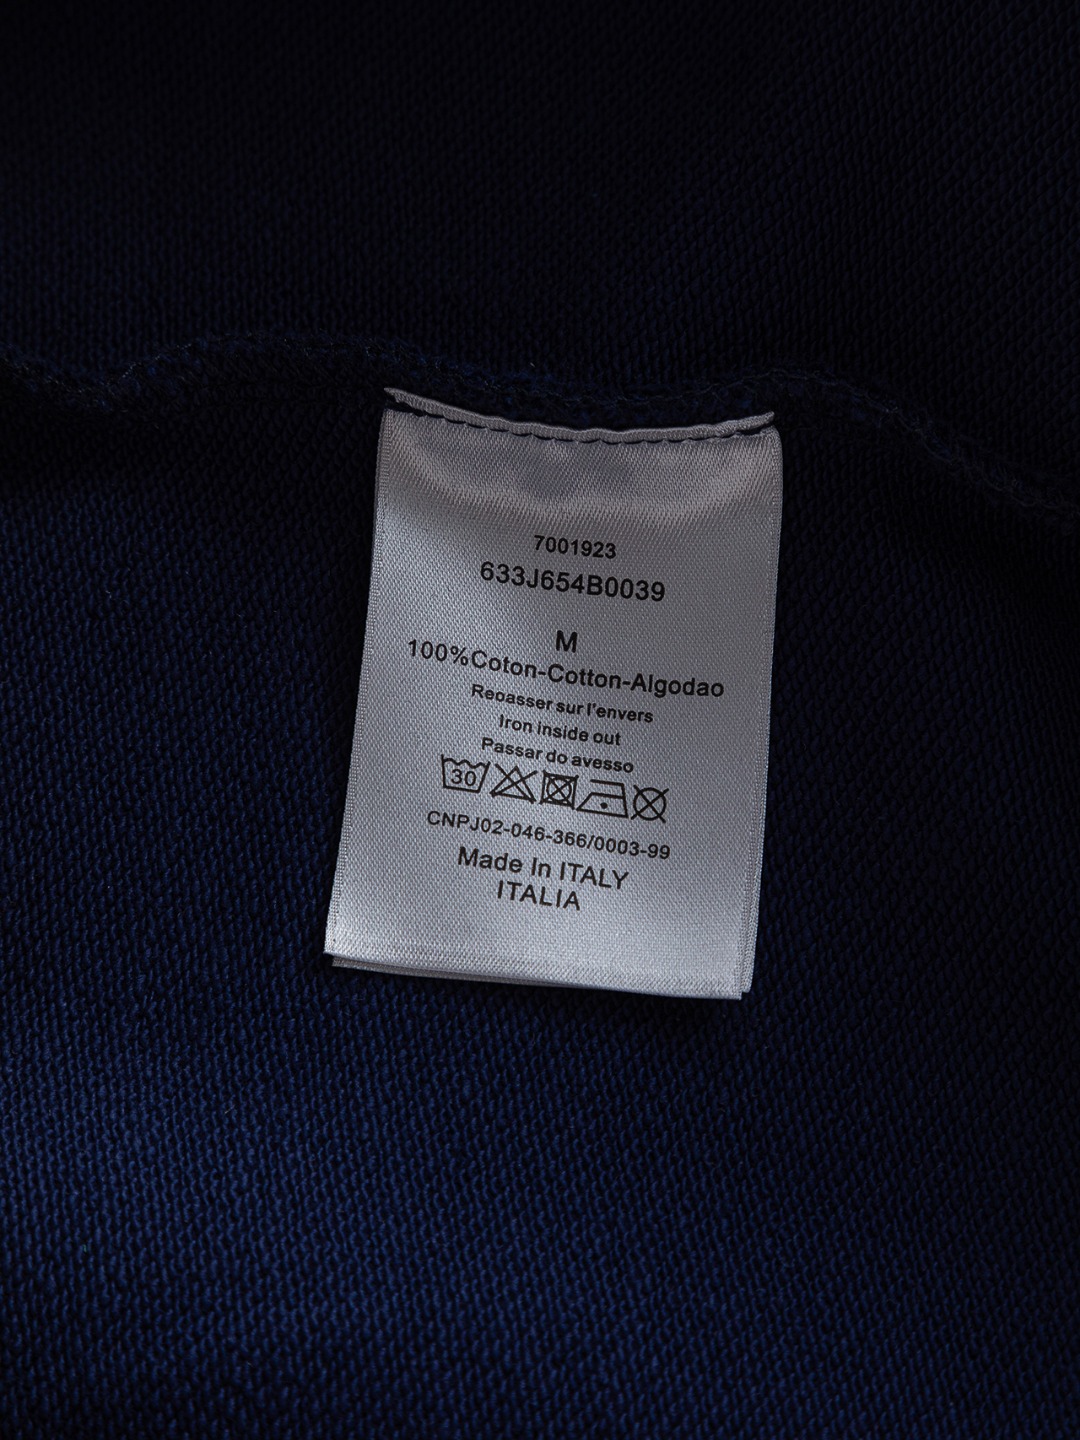 7001923
633J654B0039
M
100%Coton-Cotton-Algodao
Reoasser sur l'envers
Iron inside out
Passar do avesso
30
CNPJ02-046-366/0003-99
Made In ITALY
ITALIA